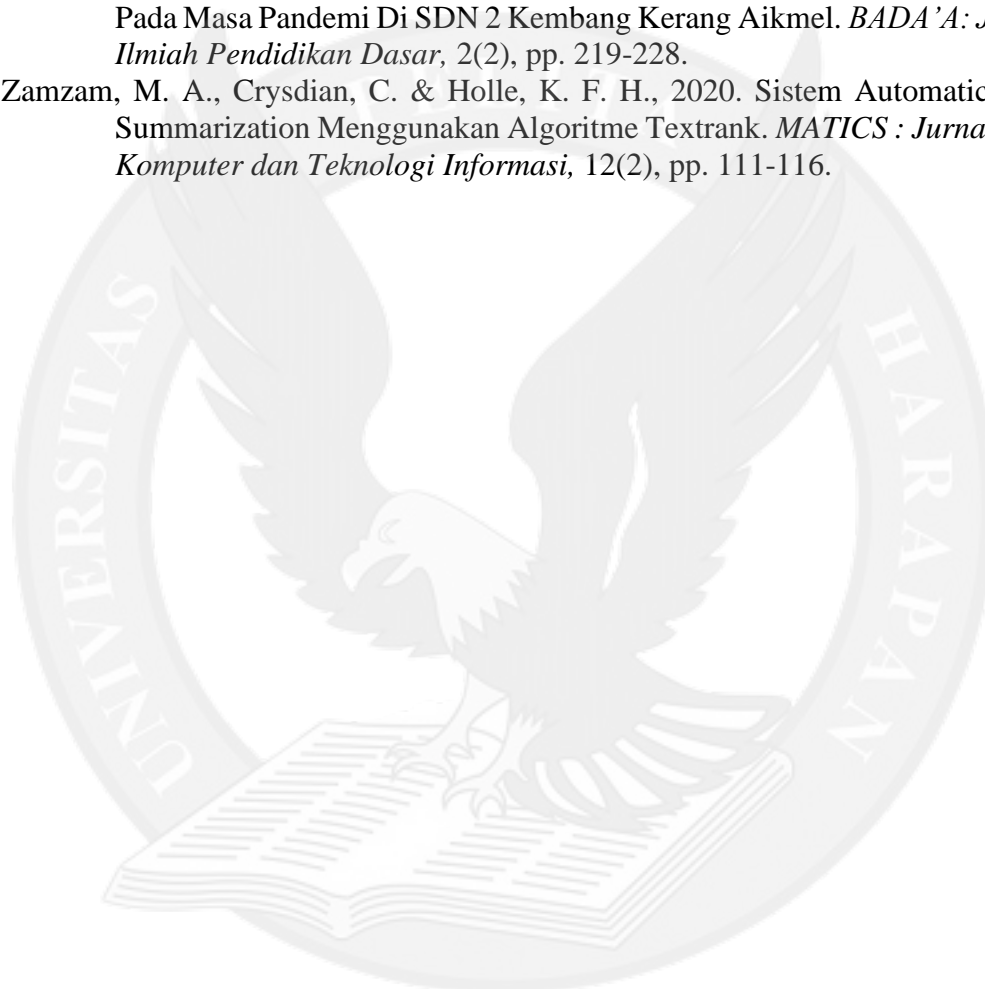 Pada Masa Pandemi Di SDN 2 Kembang Kerang Aikmel. BADA’A: J
Ilmiah Pendidikan Dasar, 2(2), pp. 219-228.
Zamzam, M. A., Crysdian, C. & Holle, K. F. H., 2020. Sistem Automatic
Summarization Menggunakan Algoritme Textrank. MATICS : Jurna
Komputer dan Teknologi Informasi, 12(2), pp. 111-116.
UNIVERSITAS
HARAPAN